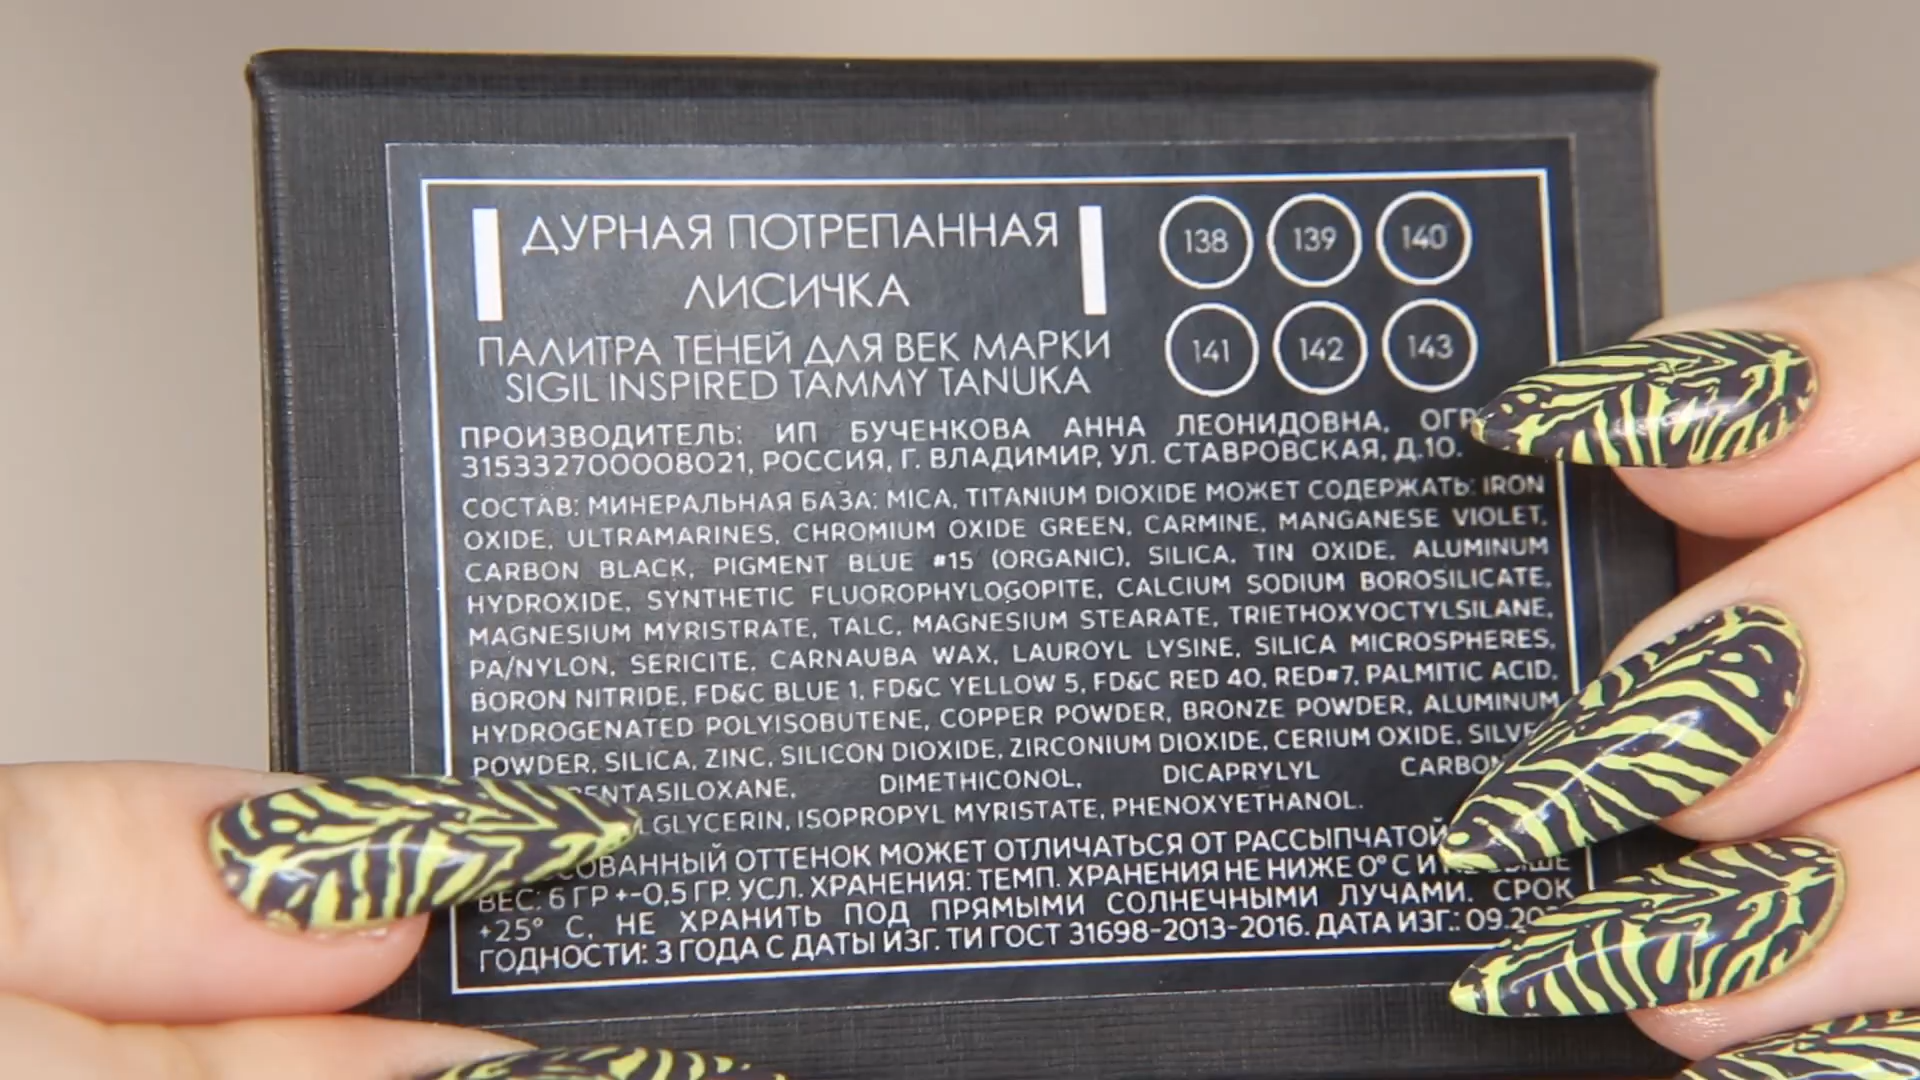 ДУРНАЯ ПОТРЕПАННАЯ
ЛИСИЧКА
138 139 140
141 142 143
ПАЛИТРА ТЕНЕЙ ДЛЯ ВЕК МАРКИ
SIGIL INSPIRED TAMMY TANUKA
ПРОИЗВОДИТЕЛЬ: ИП БУЧЕНКОВА АННА ЛЕОНИДОВНА,
315332700008021, РОССИЯ, Г. ВЛАДИМИР, УЛ. СТАВРОВСКАЯ, Д.10.
СОСТАВ: МИНЕРАЛЬНАЯ БАЗА: MICA, TITANIUM DIOXIDE МОЖЕТ СОДЕРЖАТЬ: IRON
OXIDE, ULTRAMARINES, CHROMIUM OXIDE GREEN, CARMINE, MANGANESE VIOLET,
CARBON BLACK, PIGMENT BLUE #15 (ORGANIC), SILICA, TIN OXIDE, ALUMINUM
HYDROXIDE, SYNTHETIC FLUOROPHYLOGOPITE, CALCIUM SODIUM BOROSILICATE,
MAGNESIUM MYRISTRATE, TALC, MAGNESIUM STEARATE, TRIETHOXYOCTYLSILANE,
PA/NYLON, SERICITE, CARNAUBA WAX, LAUROYL LYSINE, SILICA MICROSPHERES,
BORON NITRIDE, FD&C BLUE 1, FD&C YELLOW 5, FD&C RED 40, RED#7, PALMITIC ACID,
HYDROGENATED POLYISOBUTENE, COPPER POWDER, BRONZE POWDER, ALUMINUM
POWDER, SILICA, ZINC, SILICON DIOXIDE, ZIRCONIUM DIOXIDE, CERIUM OXIDE,
DIMETHICONOL, DICAPRYLYL
ISOPROPYL MYRISTATE, PHENOXYETHANOL.
ОТТЕНОК МОЖЕТ ОТЛИЧАТЬСЯ ОТ РАССЫПЧАТОЙ
ВЕС: 6 ГР +-0,5 ГР. УСЛ. ХРАНЕНИЯ: ТЕМП. ХРАНЕНИЯ НЕ НИЖЕ 0° С И
+25° С, НЕ ХРАНИТЬ ПОД ПРЯМЫМИ СОЛНЕЧНЫМИ ЛУЧАМИ. СРОК
ГОДНОСТИ: 3 ГОДА С ДАТЫ ИЗГ. ТИ ГОСТ 31698-2013-2016. ДАТА ИЗГ.: